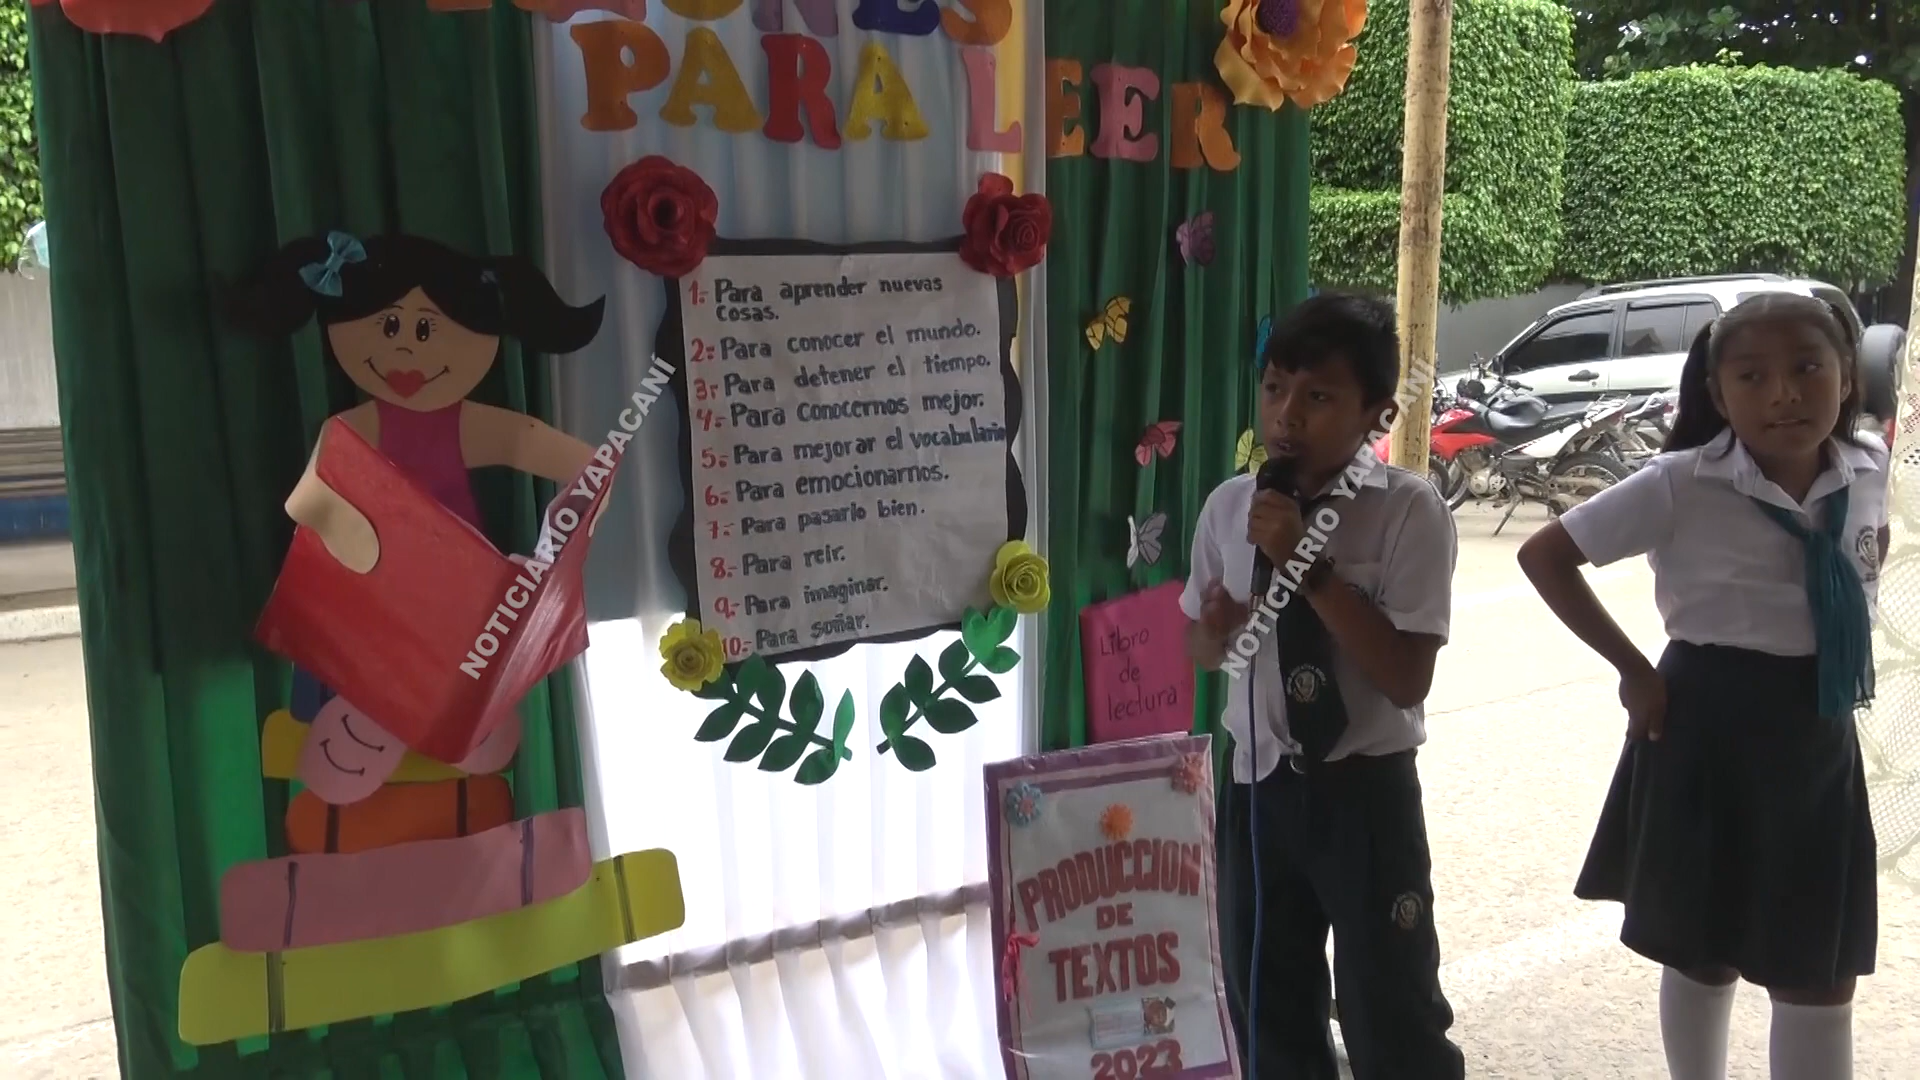 PARA LEER
1.- Para aprender nuevas
cosas.
2.- Para conocer el mundo.
3.- Para detener el tiempo.
4.- Para conocernos mejor.
5.- Para mejorar el vocabulario
6.- Para emocionarnos.
7.- Para pasarlo bien.
8.- Para reir.
9.- Para imaginar.
10.- Para soñar.
Libro
de
lectura
PRODUCCION
DE
TEXTOS
2023
NOTICIARIO YAPACANÍ
NOTICIARIO YAPACANÍ